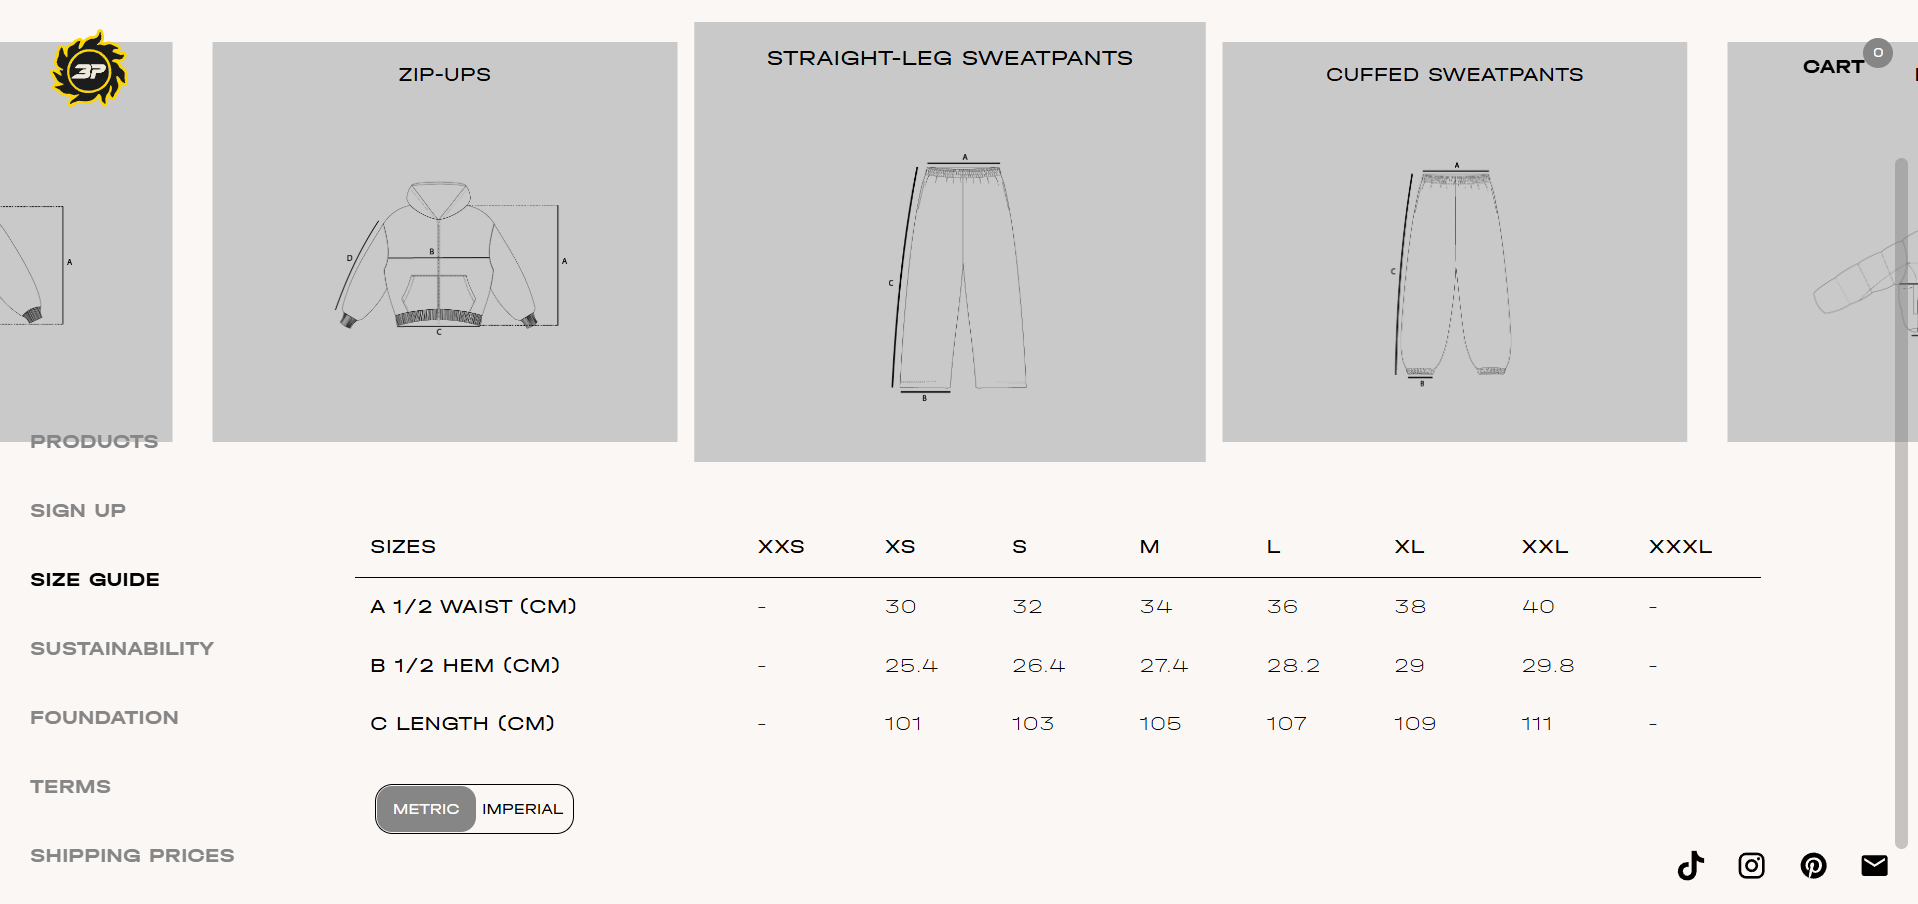 3P
ZIP-UPS
STRAIGHT-LEG SWEATPANTS
CUFFED SWEATPANTS
CART 0
A
D
B
A
C
A
C
B
A
C
B
PRODUCTS
SIGN UP
SIZE GUIDE
SUSTAINABILITY
FOUNDATION
TERMS
SHIPPING PRICES
SIZES XXS XS S M L XL XXL XXXL
A 1/2 WAIST (CM) - 30 32 34 36 38 40 -
B 1/2 HEM (CM) - 25.4 26.4 27.4 28.2 29 29.8 -
C LENGTH (CM) - 101 103 105 107 109 111 -
METRIC IMPERIAL